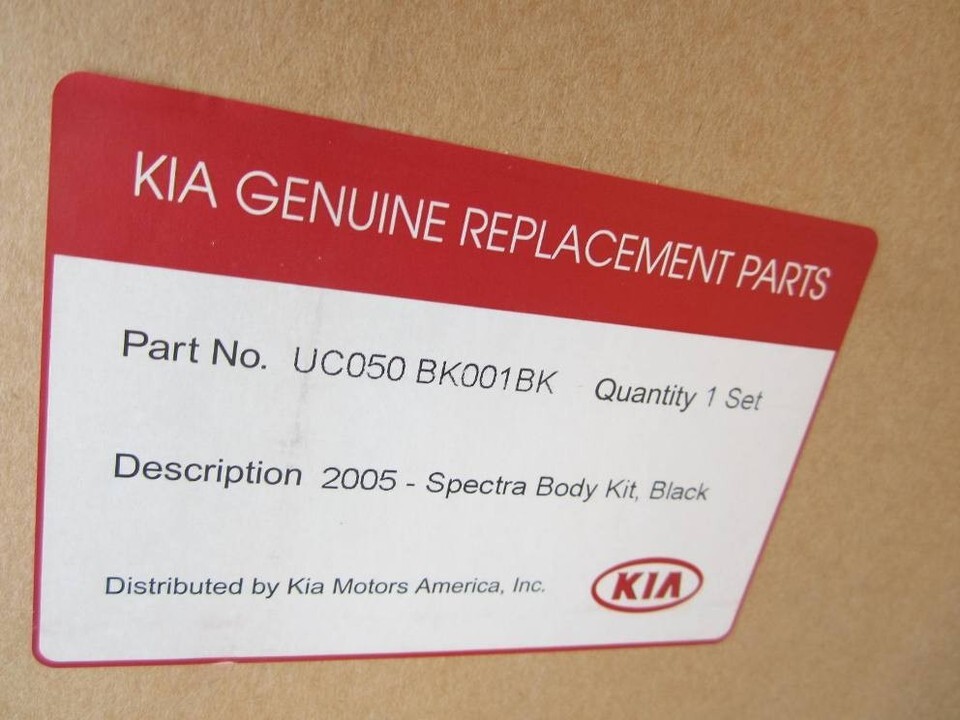 KIA GENUINE REPLACEMENT PARTS
Part No. UC050 BK001BK Quantity 1 Set
Description 2005 - Spectra Body Kit, Black
Distributed by Kia Motors America, Inc. KIA